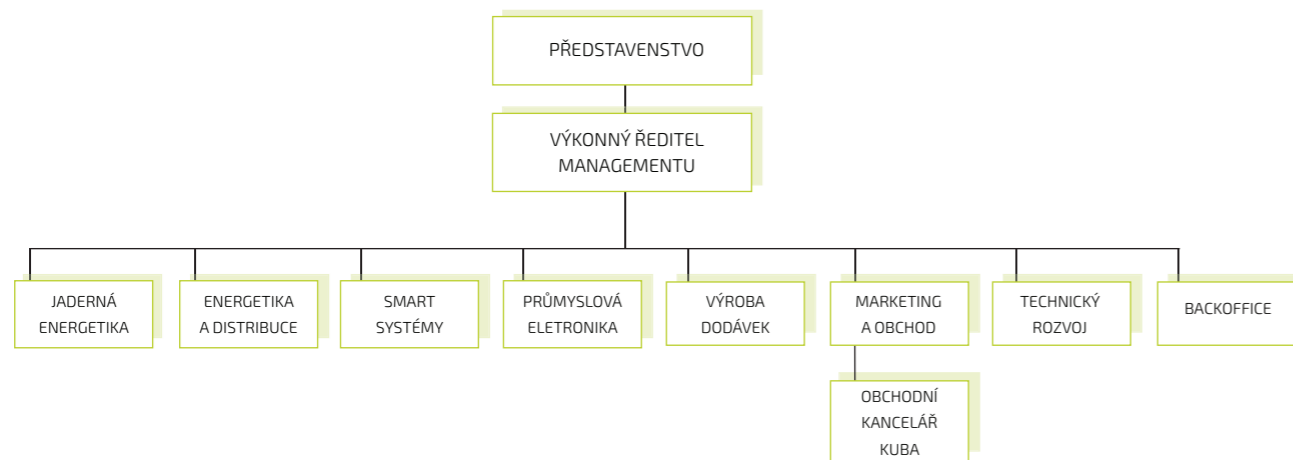 PŘEDSTAVENSTVO
VÝKONNÝ ŘEDITEL
MANAGEMENTU
JADERNÁ
ENERGETIKA
ENERGETIKA
A DISTRIBUCE
SMART
SYSTÉMY
PRŮMYSLOVÁ
ELETRONIKA
VÝROBA
DODÁVEK
MARKETING
A OBCHOD
TECHNICKÝ
ROZVOJ
BACKOFFICE
OBCHODNÍ
KANCELÁŘ
KUBA